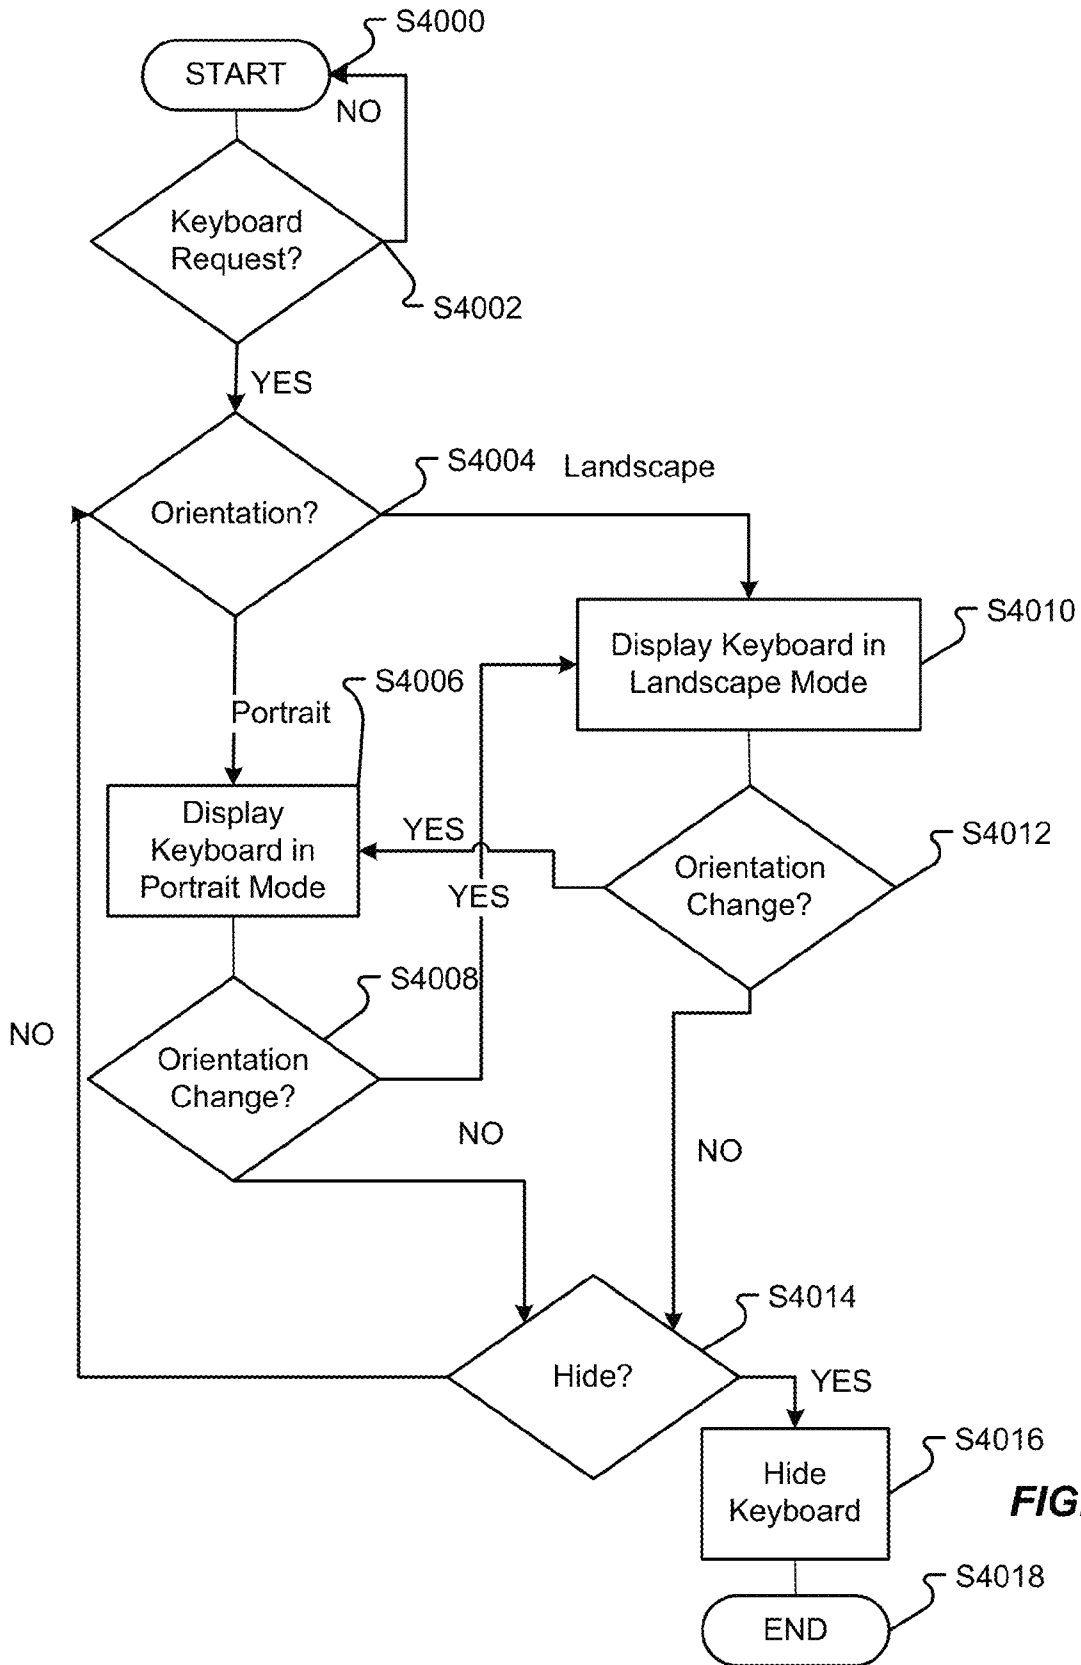 S4000
START
NO
Keyboard
Request?
S4002
YES
S4004
Landscape
Orientation?
S4010
Display Keyboard in
Landscape Mode
S4006
Portrait
Display
Keyboard in
Portrait Mode
YES
S4012
Orientation
Change?
YES
S4008
NO
Orientation
Change?
NO
NO
S4014
Hide?
YES
S4016
Hide
Keyboard
FIG.
S4018
END